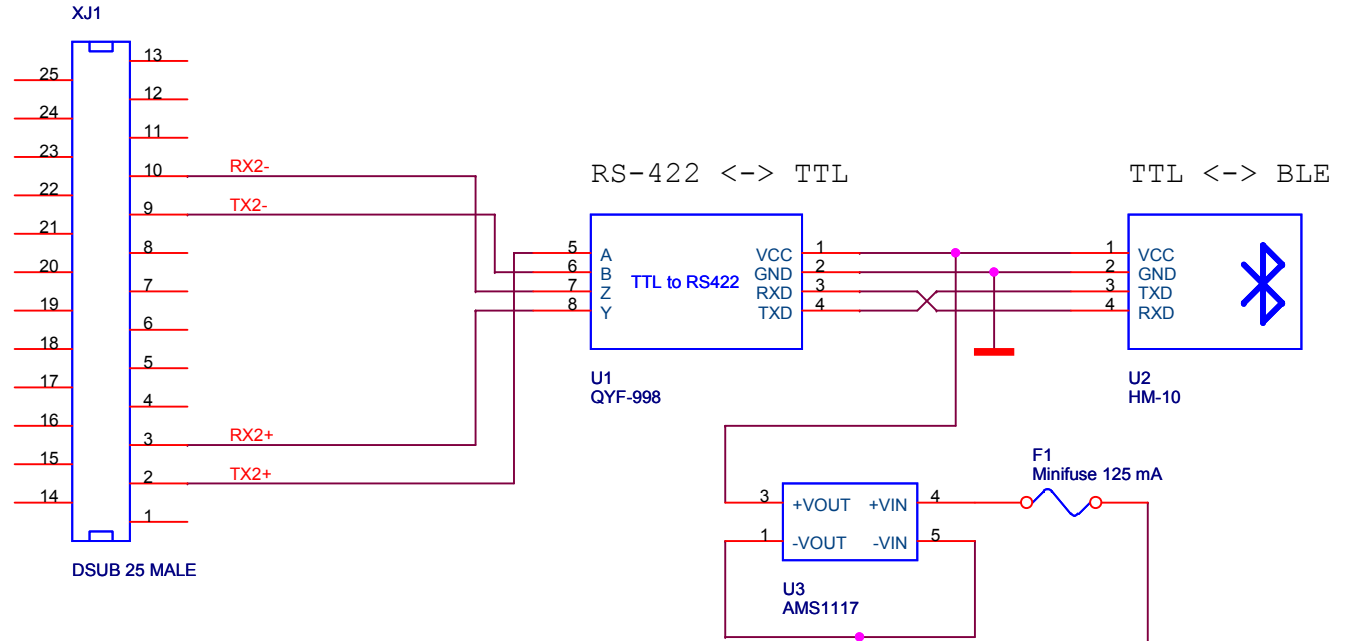 XJ1
13
25
12
24
11
23
10 RX2-
22
9 TX2-
21
8
20
7
19
6
18
5
17
4
16
3 RX2+
15
2 TX2+
14
1
DSUB 25 MALE
RS-422 <-> TTL
5 A VCC 1
6 B GND 2
7 Z TTL to RS422 RXD 3
8 Y TXD 4
U1
QYF-998
TTL <-> BLE
1 VCC
2 GND
3 TXD
4 RXD
U2
HM-10
F1
Minifuse 125 mA
3 +VOUT +VIN 4
1 -VOUT -VIN 5
U3
AMS1117